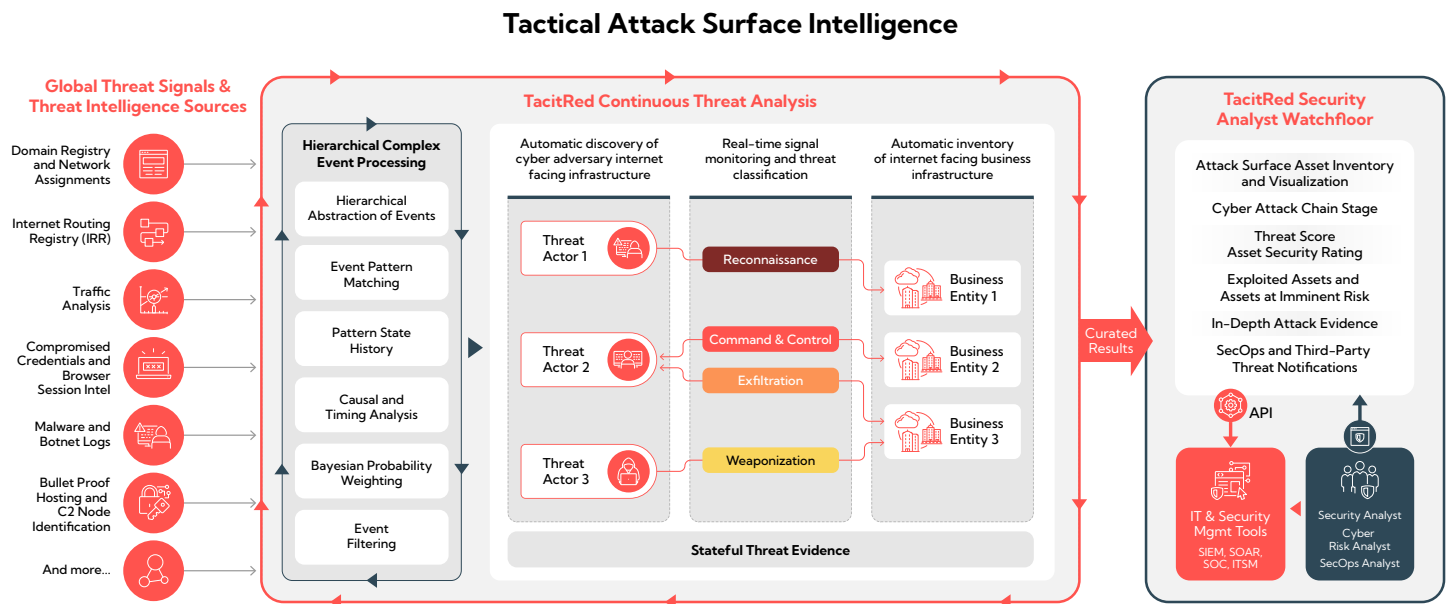 Tactical Attack Surface Intelligence
Global Threat Signals &
Threat Intelligence Sources
Domain Registry
and Network
Assignments
Internet Routing
Registry (IRR)
Traffic
Analysis
Compromised
Credentials and
Browser
Session Intel
Malware and
Botnet Logs
Bullet Proof
Hosting and
C2 Node
Identification
And more...
TacitRed Continuous Threat Analysis
Hierarchical Complex
Event Processing
Hierarchical
Abstraction of Events
Event Pattern
Matching
Pattern State
History
Causal and
Timing Analysis
Bayesian Probability
Weighting
Event
Filtering
Automatic discovery of
cyber adversary internet
facing infrastructure
Threat
Actor 1
Threat
Actor 2
Threat
Actor 3
Real-time signal
monitoring and threat
classification
Reconnaissance
Command & Control
Exfiltration
Weaponization
Automatic inventory
of internet facing business
infrastructure
Business
Entity 1
Business
Entity 2
Business
Entity 3
Stateful Threat Evidence
Curated
Results
TacitRed Security
Analyst Watchfloor
Attack Surface Asset Inventory
and Visualization
Cyber Attack Chain Stage
Threat Score
Asset Security Rating
Exploited Assets and
Assets at Imminent Risk
In-Depth Attack Evidence
SecOps and Third-Party
Threat Notifications
API
IT & Security
Mgmt Tools
SIEM, SOAR,
SOC, ITSM
Security Analyst
Cyber
Risk Analyst
SecOps Analyst